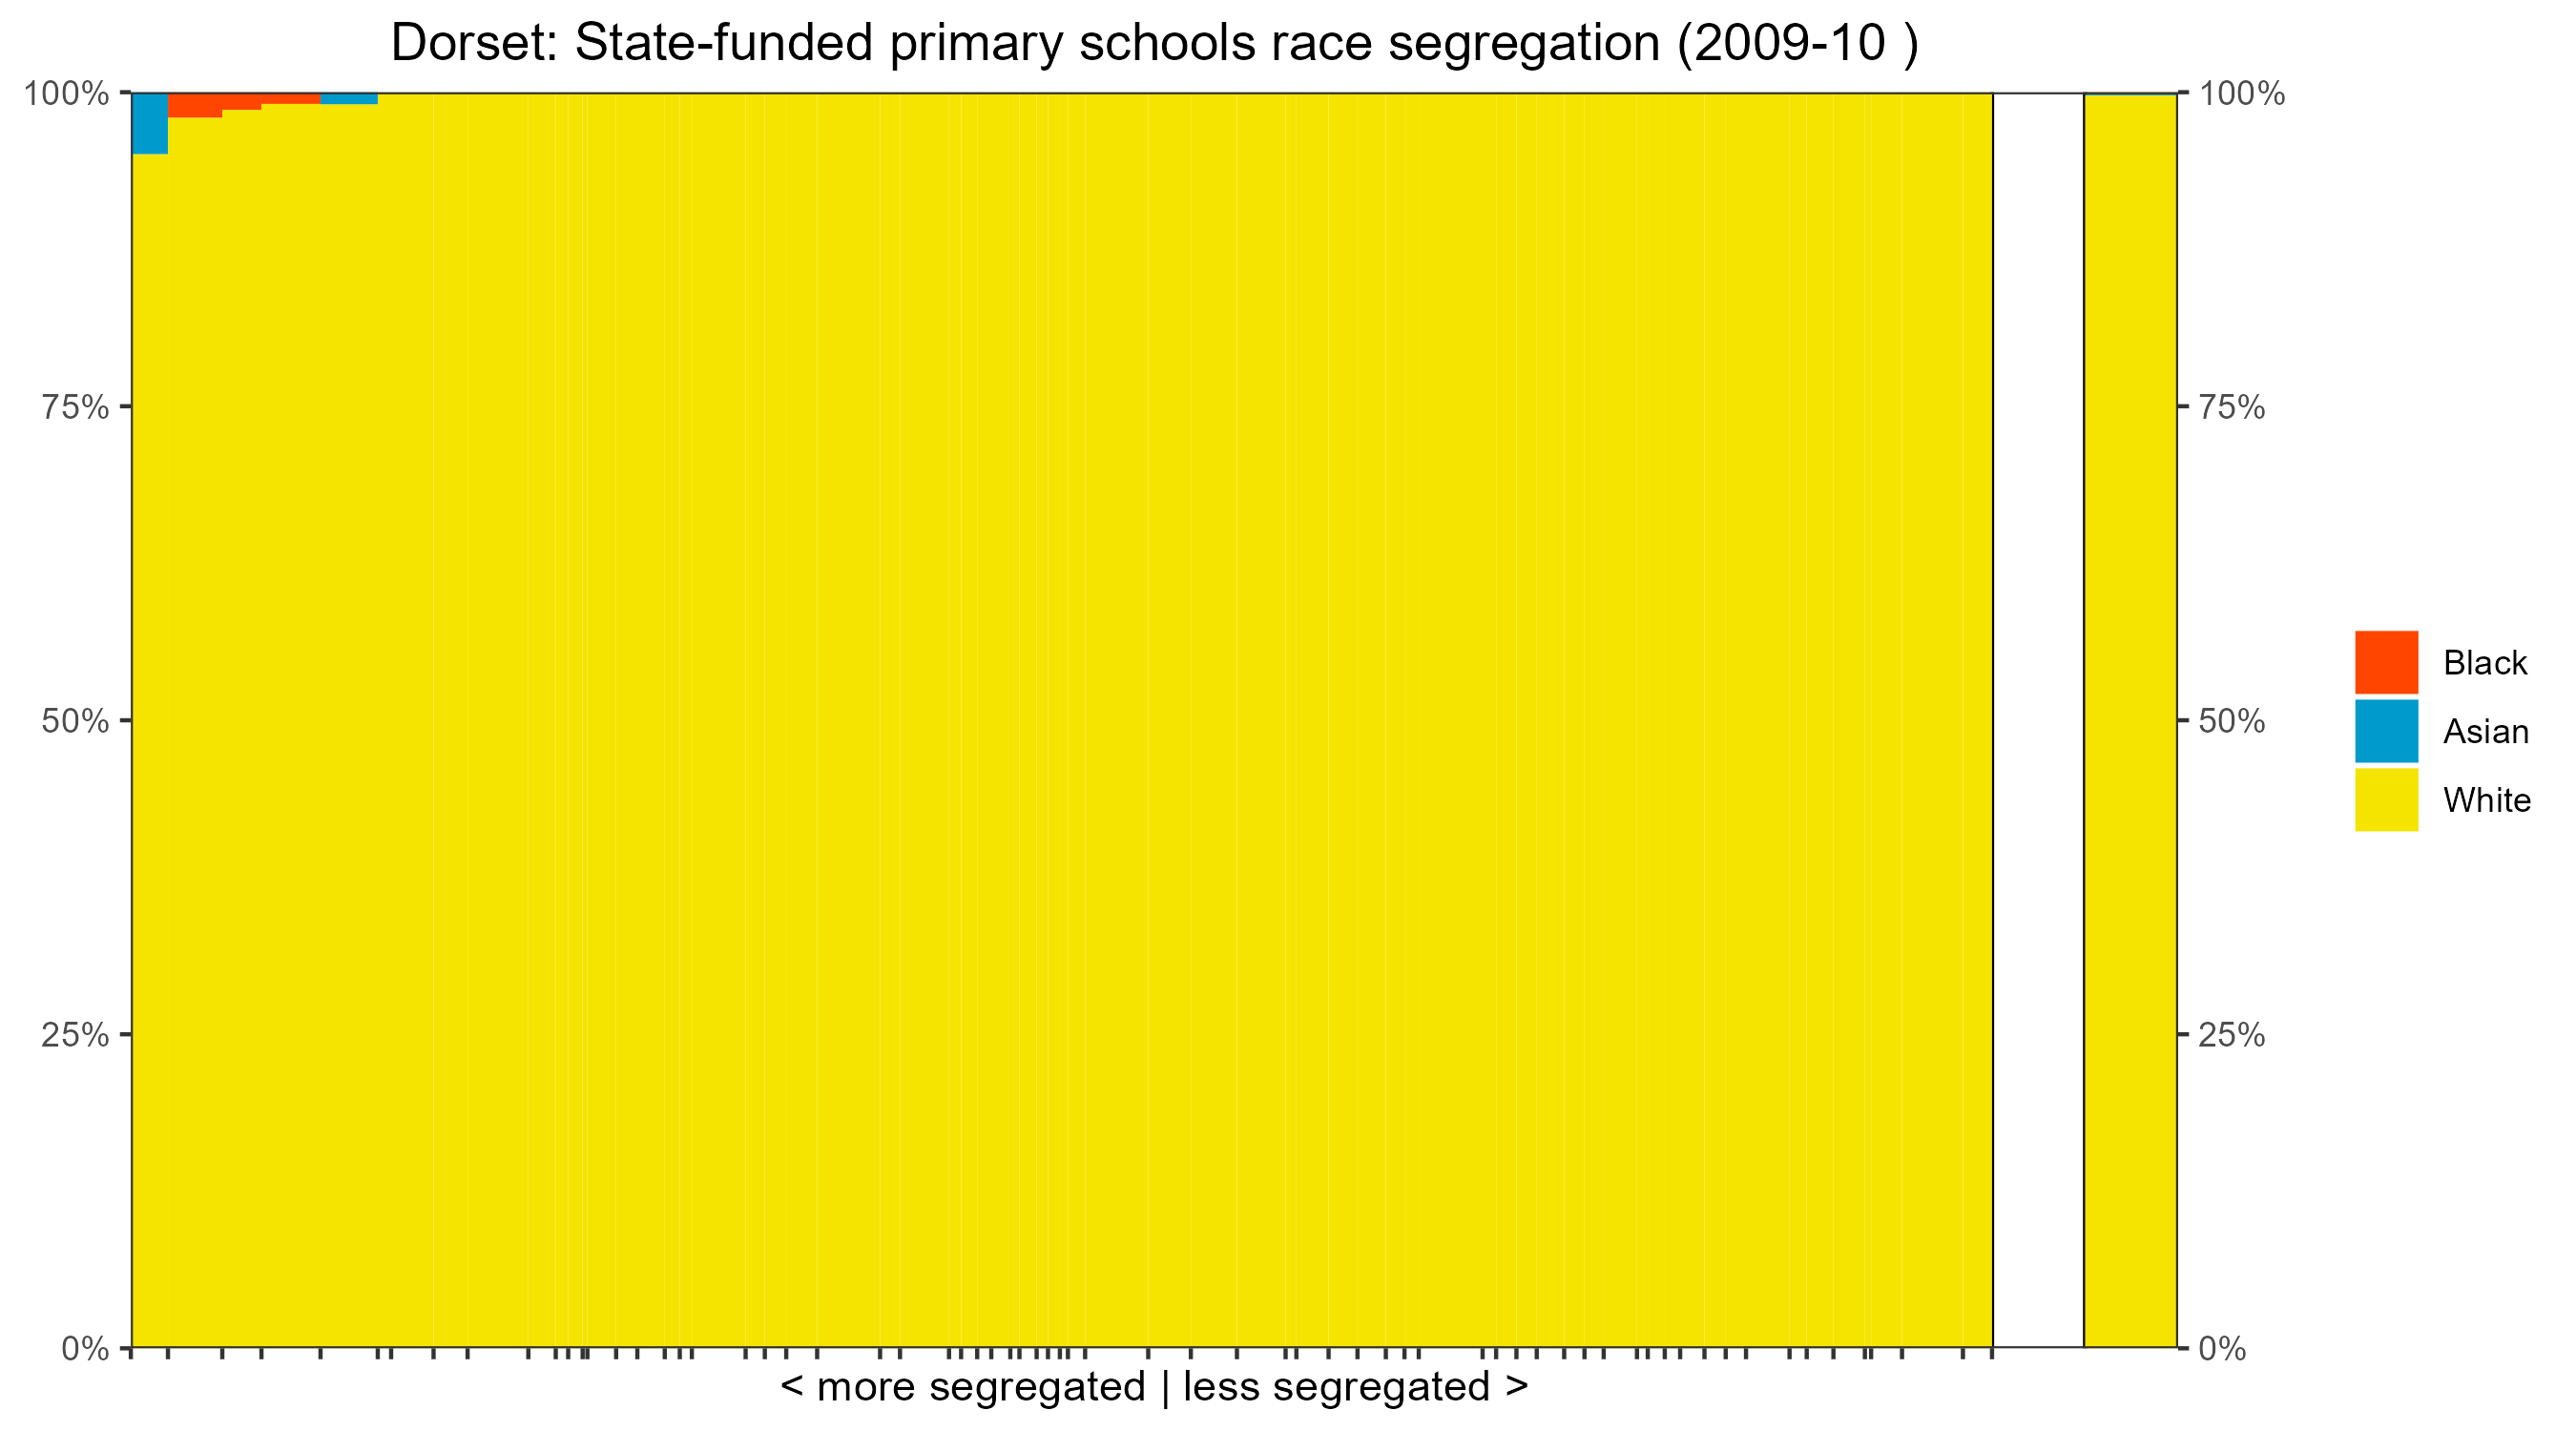 Dorset: State-funded primary schools race segregation (2009-10 )
100%
75%
50%
25%
0%
100%
75%
50%
25%
0%
Black
Asian
White
< more segregated | less segregated >